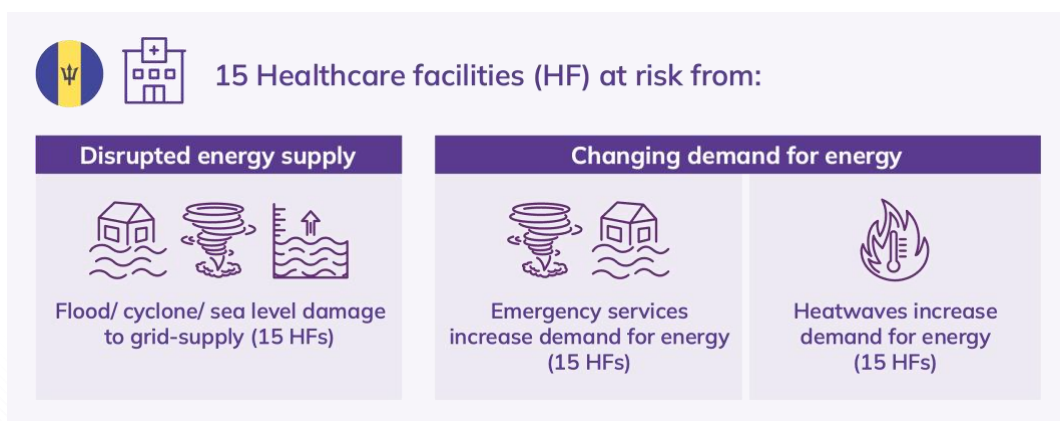 15 Healthcare facilities (HF) at risk from:
Disrupted energy supply
Flood/ cyclone/ sea level damage
to grid-supply (15 HFs)
Changing demand for energy
Emergency services
increase demand for energy
(15 HFs)
Heatwaves increase
demand for energy
(15 HFs)